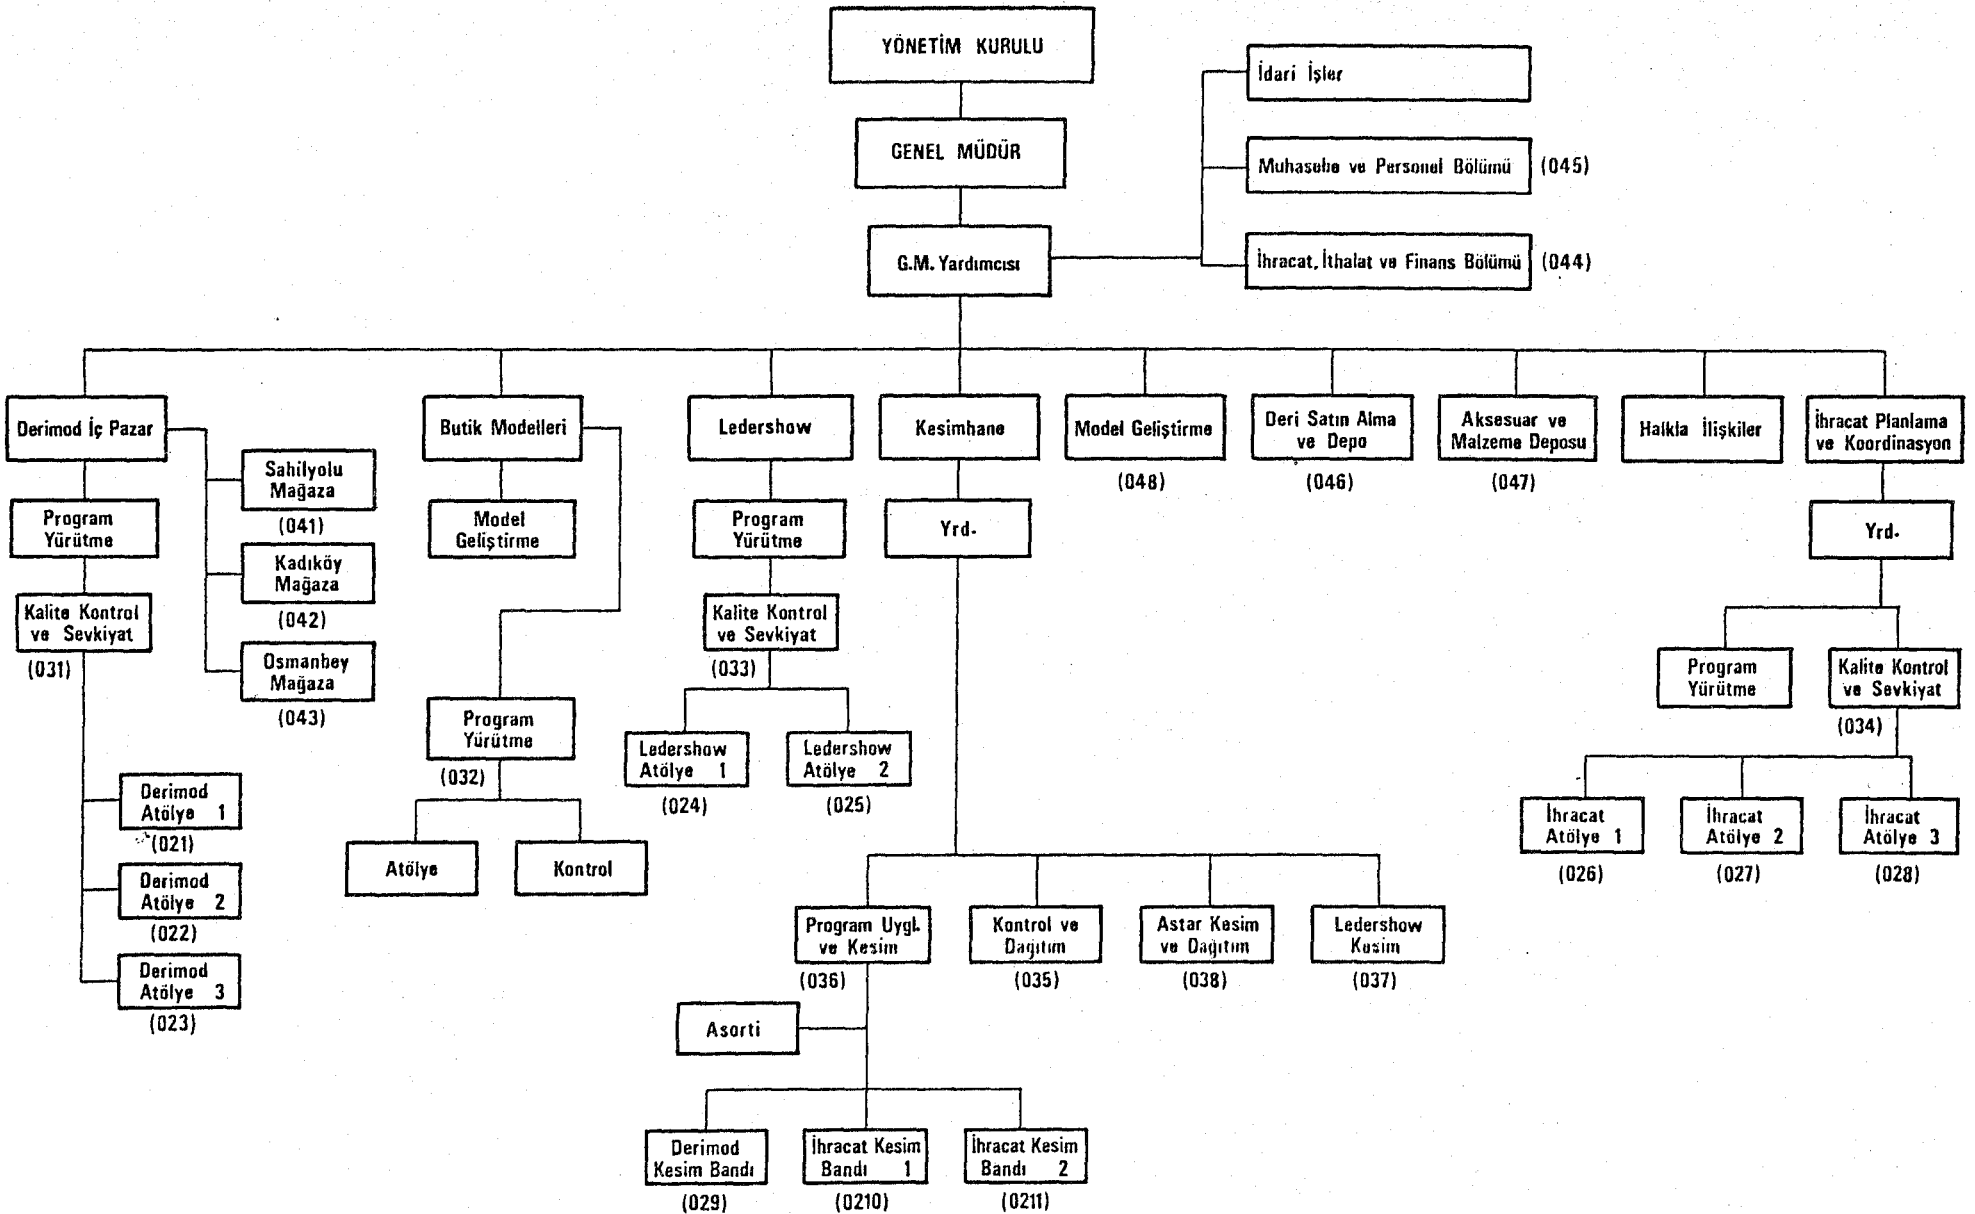 YÖNETİM KURULU
GENEL MÜDÜR
G.M. Yardımcısı
İdari İşler
Muhasebe ve Personel Bölümü (045)
İhracat, İthalat ve Finans Bölümü (044)
Derimod İç Pazar
Sahilyolu
Mağaza
(041)
Kadıköy
Mağaza
(042)
Osmanbey
Mağaza
(043)
Program
Yürütme
Kalite Kontrol
ve Sevkiyat
(031)
Derimod
Atölye 1
(021)
Derimod
Atölye 2
(022)
Derimod
Atölye 3
(023)
Butik Modelleri
Model
Geliştirme
Program
Yürütme
(032)
Atölye
Kontrol
Ledershow
Program
Yürütme
Kalite Kontrol
ve Sevkiyat
(033)
Ledershow
Atölye 1
(024)
Ledershow
Atölye 2
(025)
Kesimhane
Yrd.
Program Uygl.
ve Kesim
(036)
Kontrol ve
Dağıtım
(035)
Astar Kesim
ve Dağıtım
(038)
Ledershow
Kesim
(037)
Asorti
Derimod
Kesim Bandı
(029)
İhracat Kesim
Bandı 1
(0210)
İhracat Kesim
Bandı 2
(0211)
Model Geliştirme
(048)
Deri Satın Alma
ve Depo
(046)
Aksesuar ve
Malzeme Deposu
(047)
Halkla İlişkiler
İhracat Planlama
ve Koordinasyon
Yrd.
Program
Yürütme
Kalite Kontrol
ve Sevkiyat
(034)
İhracat
Atölye 1
(026)
İhracat
Atölye 2
(027)
İhracat
Atölye 3
(028)